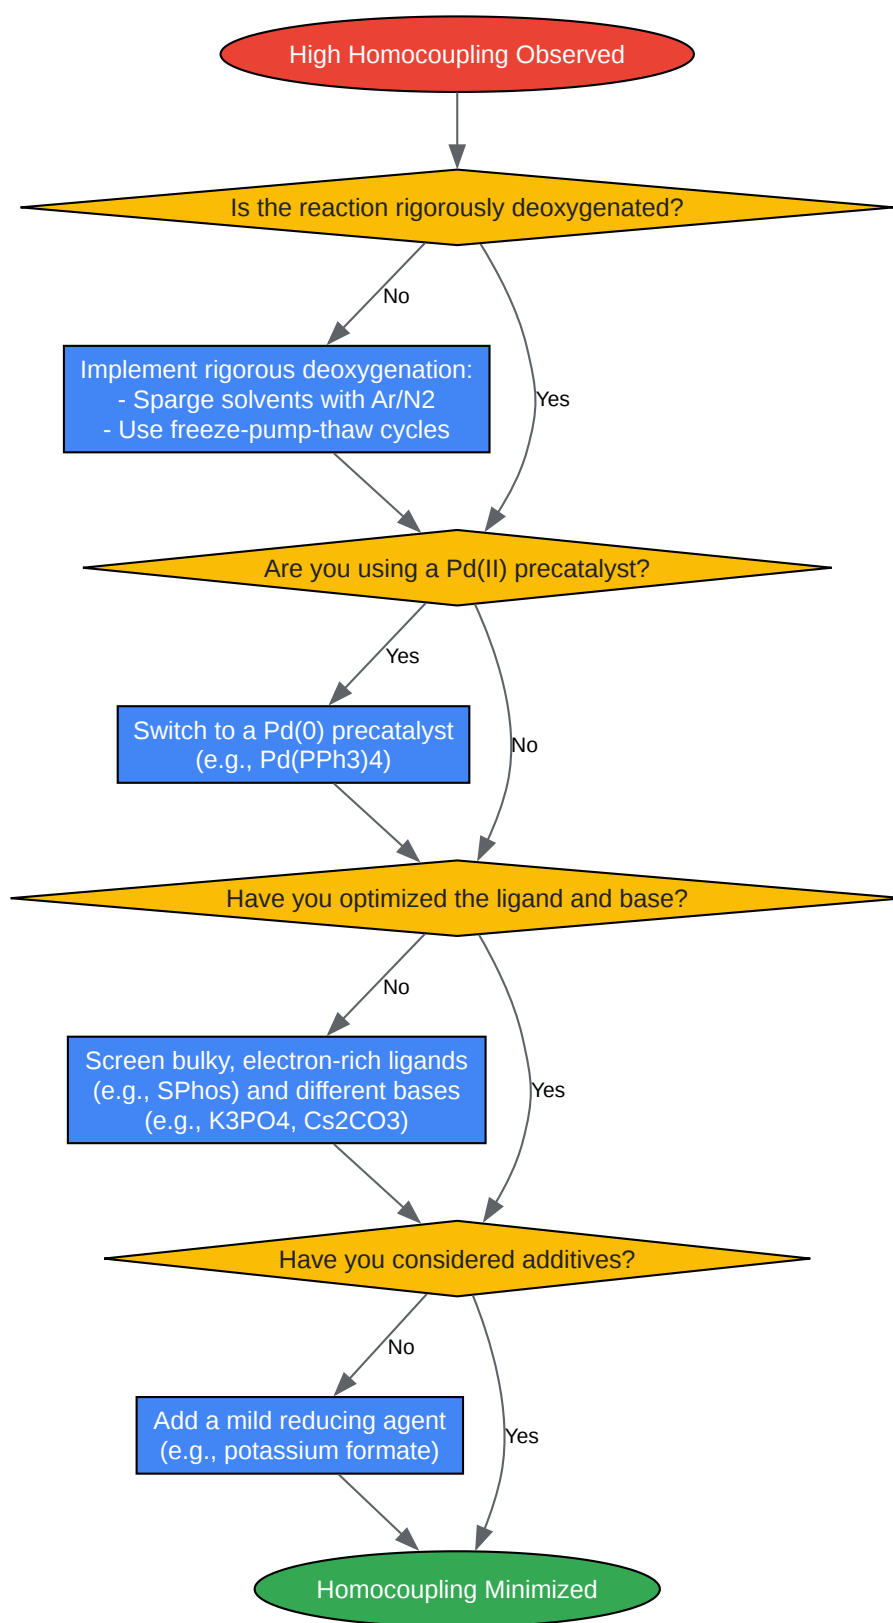 High Homocoupling Observed
Is the reaction rigorously deoxygenated?
No
Implement rigorous deoxygenation:
- Sparge solvents with Ar/N2
- Use freeze-pump-thaw cycles
Yes
Are you using a Pd(II) precatalyst?
Yes
Switch to a Pd(0) precatalyst
(e.g., Pd(PPh3)4)
No
Have you optimized the ligand and base?
No
Screen bulky, electron-rich ligands
(e.g., SPhos) and different bases
(e.g., K3PO4, Cs2CO3)
Yes
Have you considered additives?
No
Add a mild reducing agent
(e.g., potassium formate)
Yes
Homocoupling Minimized